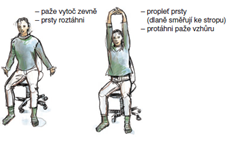 – paže vytoč zevně
– prsty roztáhni
– propleť prsty
(dlaně směřují ke stropu)
– protáhni paže vzhůru